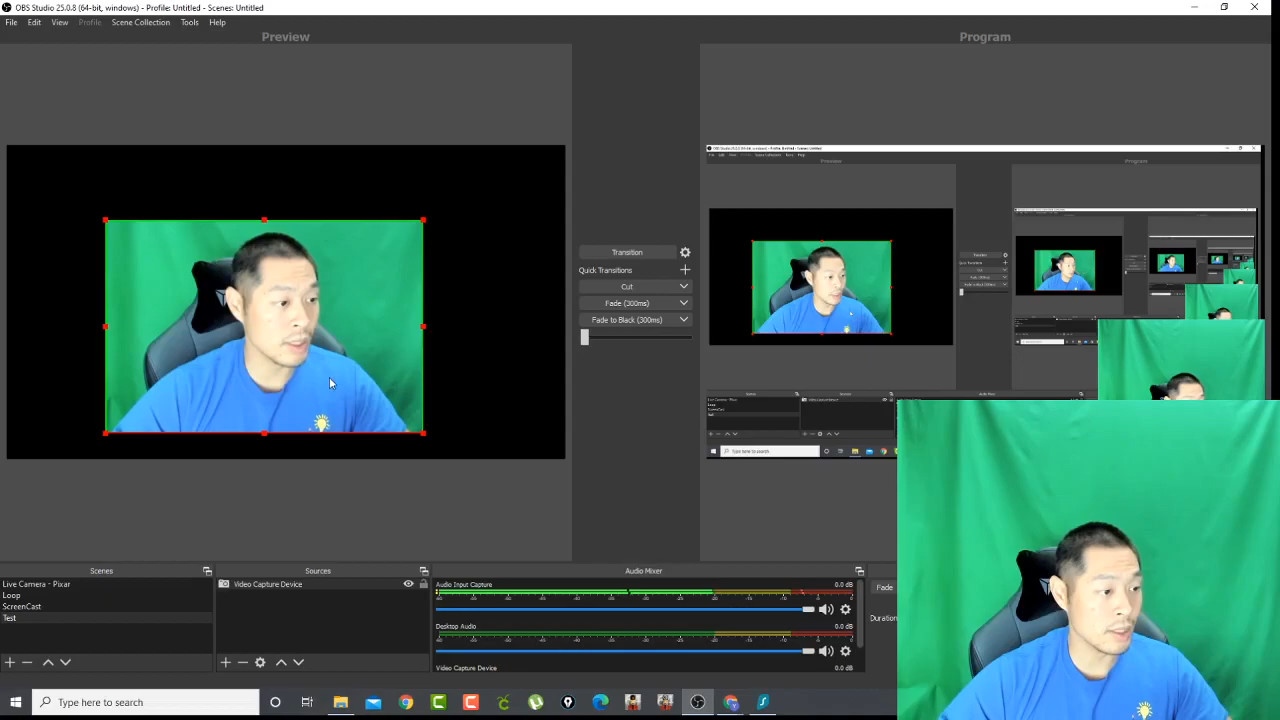 OBS Studio 25.0.8 (64-bit, windows) - Profile: Untitled - Scenes: Untitled
File Edit View Profile Scene Collection Tools Help
Preview
Program
Transition
Quick Transitions
Cut
Fade (300ms)
Fade to Black (300ms)
Scenes
Sources
Audio Mixer
Live Camera - Pixar
Loop
ScreenCast
Test
Video Capture Device
Audio Input Capture
0.0 dB
Desktop Audio
0.0 dB
Video Capture Device
Fade
Duration
Type here to search